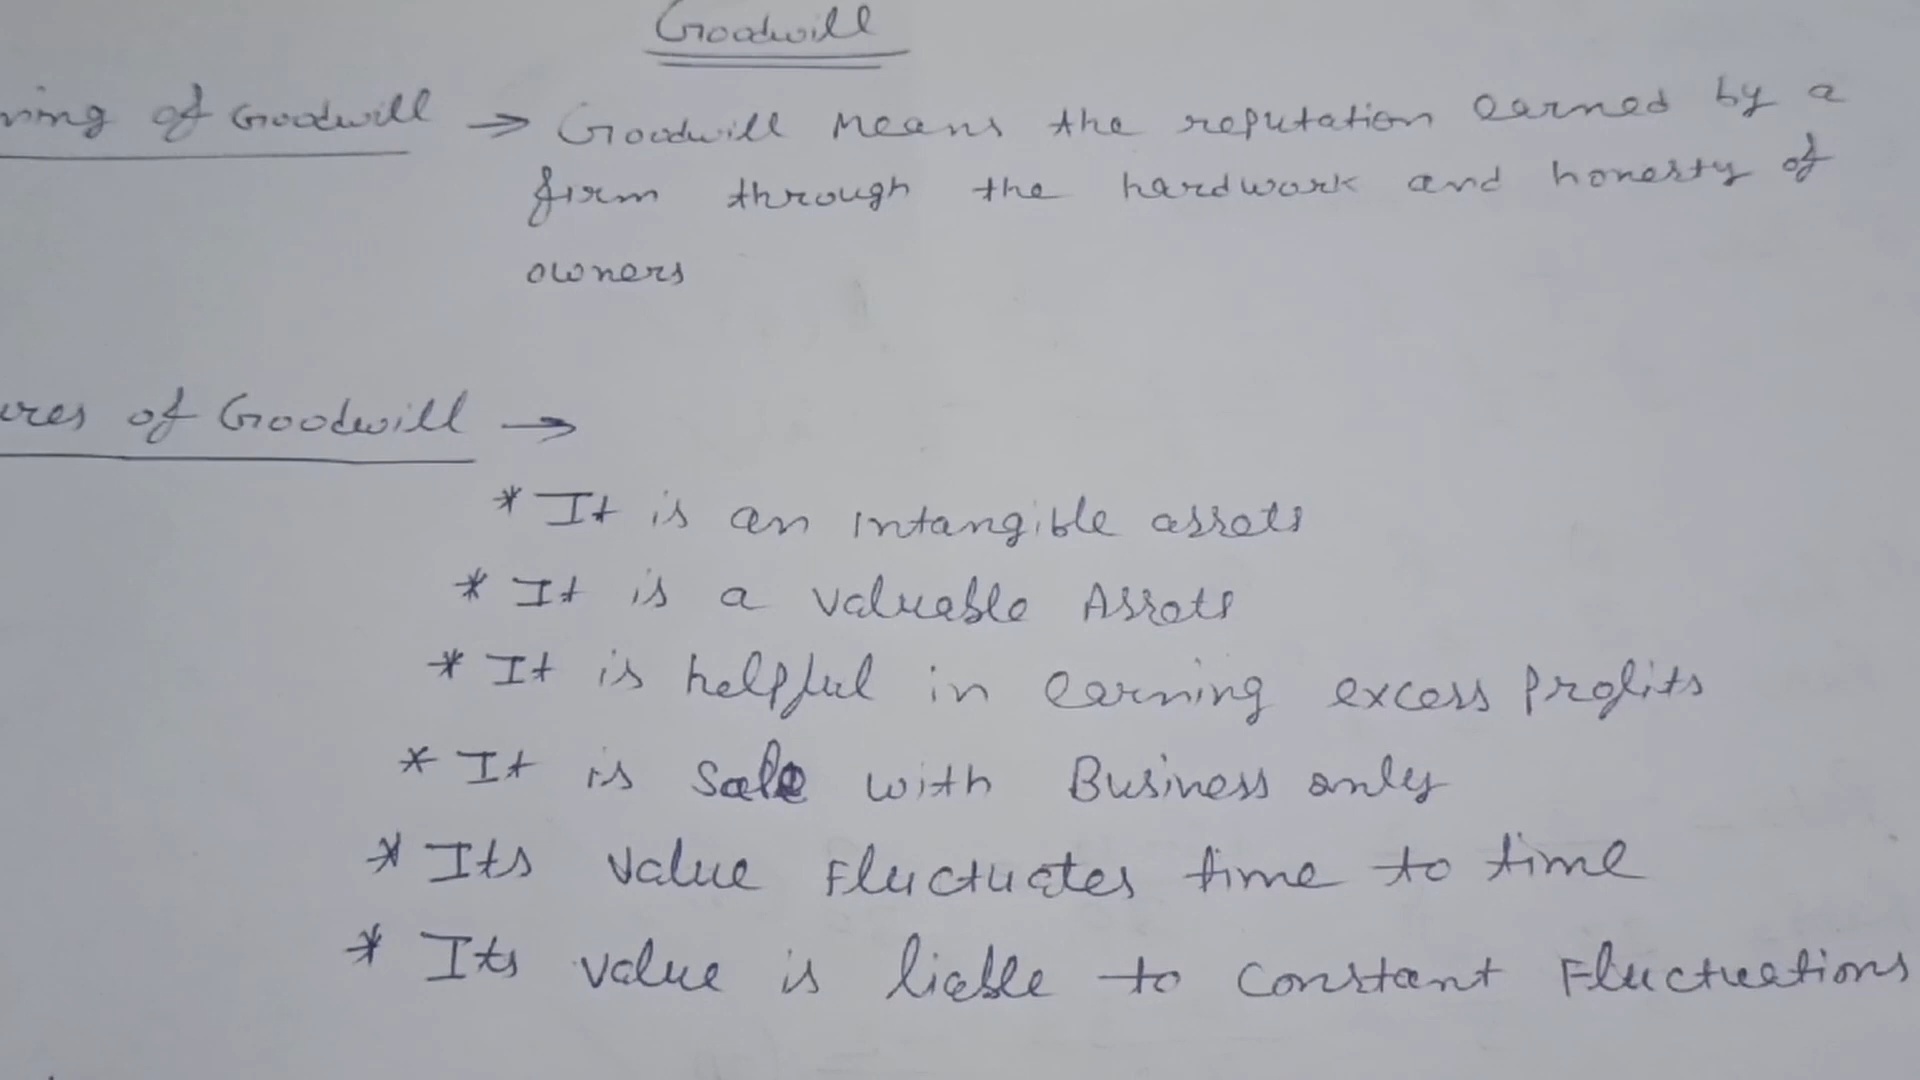 Goodwill
ning of Goodwill → Goodwill Means the reputation earned by a
firm through the hardwork and honesty of
owners
ures of Goodwill →
* It is an intangible assets
* It is a valuable Assets
* It is helpful in earning excess profits
* It is Sale with Business only
* Its value Fluctuates time to time
* Its value is liable to constant Fluctuations